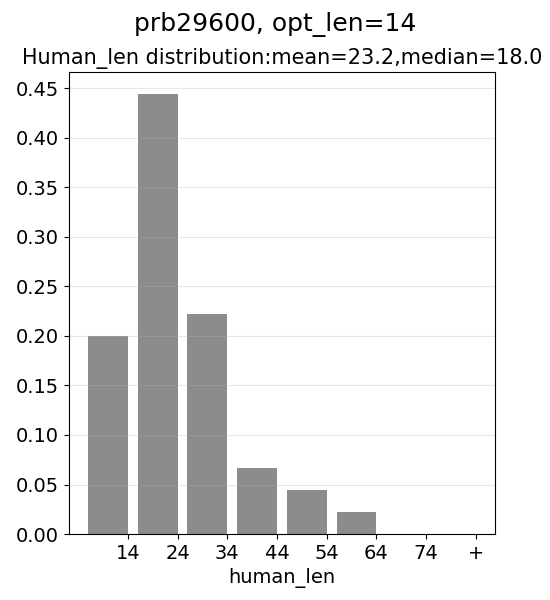 prb29600, opt_len=14
Human_len distribution:mean=23.2,median=18.0
0.45
0.40
0.35
0.30
0.25
0.20
0.15
0.10
0.05
0.00
14 24 34 44 54 64 74 +
human_len